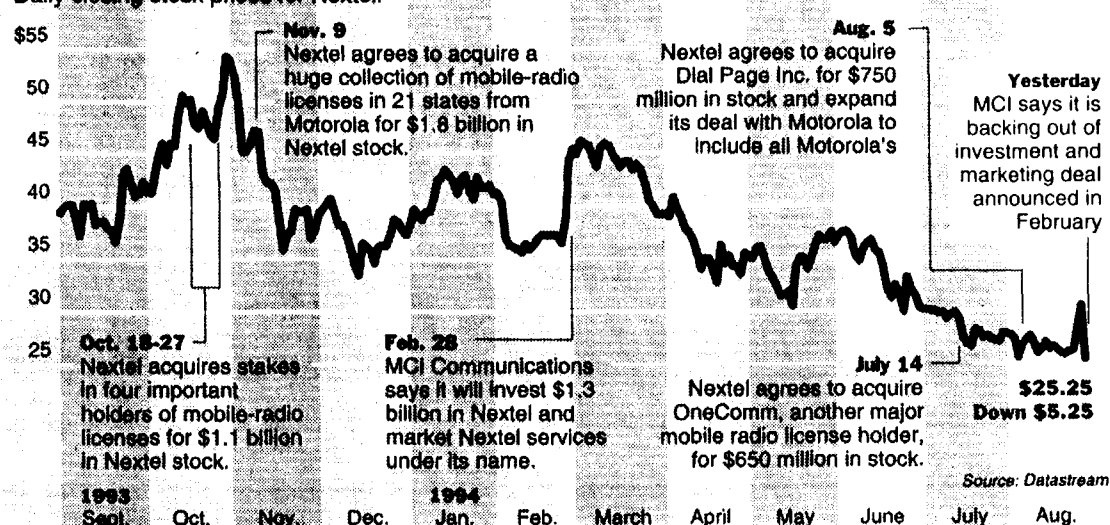 Daily closing stock prices for Nextel.
$55
50
45
40
35
30
25
Nov. 9
Nextel agrees to acquire a
huge collection of mobile-radio
licenses in 21 states from
Motorola for $1.8 billion in
Nextel stock.
Aug. 5
Nextel agrees to acquire
Dial Page Inc. for $750
million in stock and expand
its deal with Motorola to
include all Motorola's
Yesterday
MCI says it is
backing out of
investment and
marketing deal
announced in
February
Oct. 18-27
Nextel acquires stakes
in four important
holders of mobile-radio
licenses for $1.1 billion
in Nextel stock.
Feb. 28
MCI Communications
says it will invest $1.3
billion in Nextel and
market Nextel services
under its name.
July 14
Nextel agrees to acquire
OneComm, another major
mobile radio license holder,
for $650 million in stock.
$25.25
Down $5.25
Source: Datastream
1993 1994
Sept. Oct. Nov. Dec. Jan. Feb. March April May June July Aug.